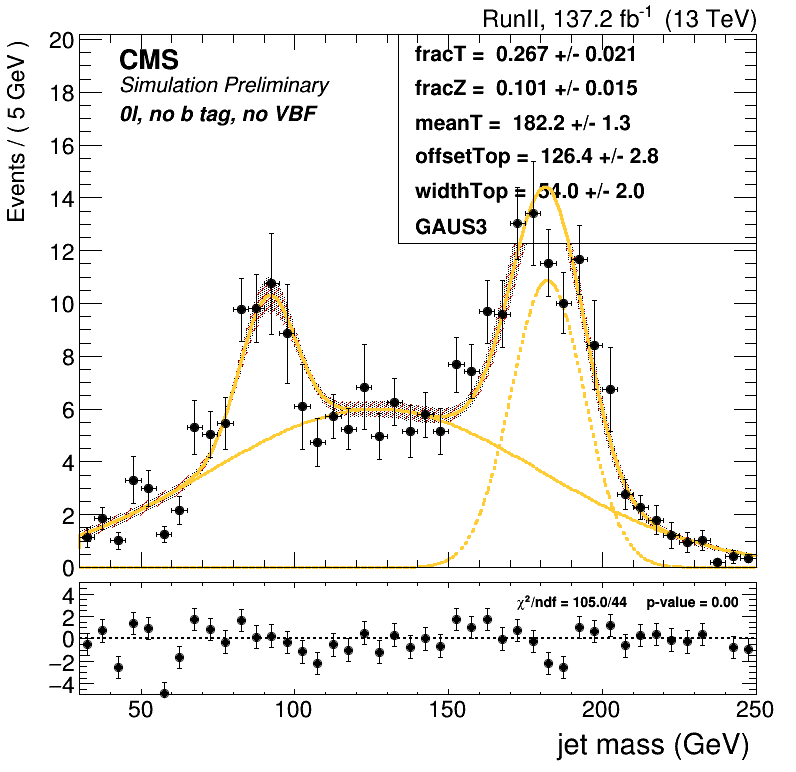 RunII, 137.2 fb⁻¹ (13 TeV)
Events / ( 5 GeV )
20
18
16
14
12
10
8
6
4
2
0
CMS
Simulation Preliminary
0l, no b tag, no VBF
fracT = 0.267 +/- 0.021
fracZ = 0.101 +/- 0.015
meanT = 182.2 +/- 1.3
offsetTop = 126.4 +/- 2.8
widthTop = 54.0 +/- 2.0
GAUS3
4
2
0
−2
−4
χ²/ndf = 105.0/44 p-value = 0.00
50 100 150 200 250
jet mass (GeV)